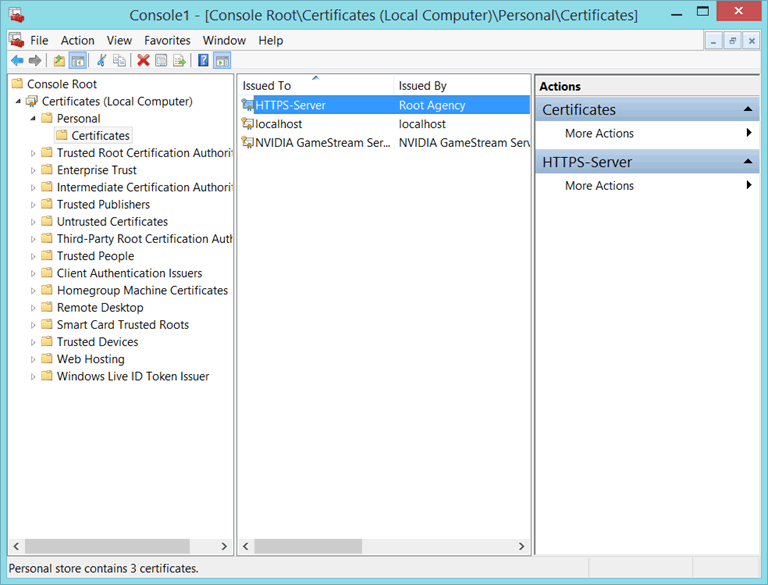 Console1 - [Console Root\Certificates (Local Computer)\Personal\Certificates]
File Action View Favorites Window Help
Console Root
Certificates (Local Computer)
Personal
Certificates
Trusted Root Certification Authorit
Enterprise Trust
Intermediate Certification Authorit
Trusted Publishers
Untrusted Certificates
Third-Party Root Certification Auth
Trusted People
Client Authentication Issuers
Homegroup Machine Certificates
Remote Desktop
Smart Card Trusted Roots
Trusted Devices
Web Hosting
Windows Live ID Token Issuer
Issued To Issued By
HTTPS-Server Root Agency
localhost localhost
NVIDIA GameStream Ser... NVIDIA GameStream Serv
Actions
Certificates
More Actions
HTTPS-Server
More Actions
Personal store contains 3 certificates.